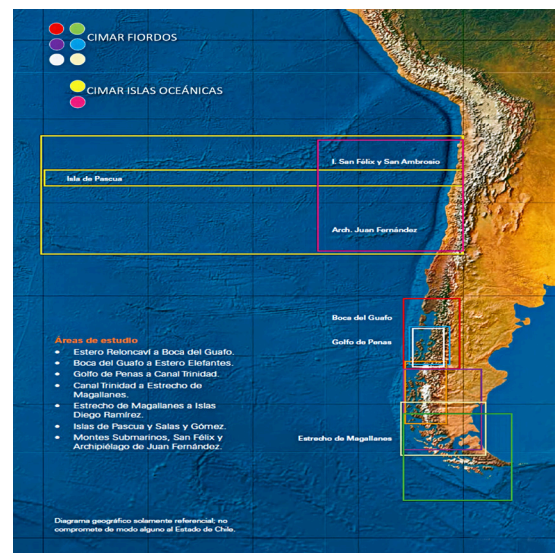 CIMAR FIORDOS
CIMAR ISLAS OCEÁNICAS
I. San Félix y San Ambrosio
Isla de Pascua
Arch. Juan Fernández
Boca del Guafo
Golfo de Penas
Áreas de estudio
• Estero Reloncaví a Boca del Guafo.
• Boca del Guafo a Estero Elefantes.
• Golfo de Penas a Canal Trinidad.
• Canal Trinidad a Estrecho de
Magallanes.
• Estrecho de Magallanes a Islas
Diego Ramírez.
• Islas de Pascua y Salas y Gómez.
• Montes Submarinos, San Félix y
Archipiélago de Juan Fernández.
Estrecho de Magallanes
Diagrama geográfico solamente referencial; no
compromete de modo alguno al Estado de Chile.